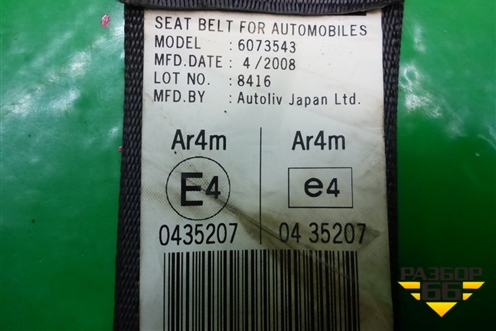 SEAT BELT FOR AUTOMOBILES
MODEL : 6073543
MFD.DATE : 4/2008
LOT NO. : 8416
MFD.BY : Autoliv Japan Ltd.
Ar4m Ar4m
E4 e4
0435207 04 35207
РАЗБОР
66